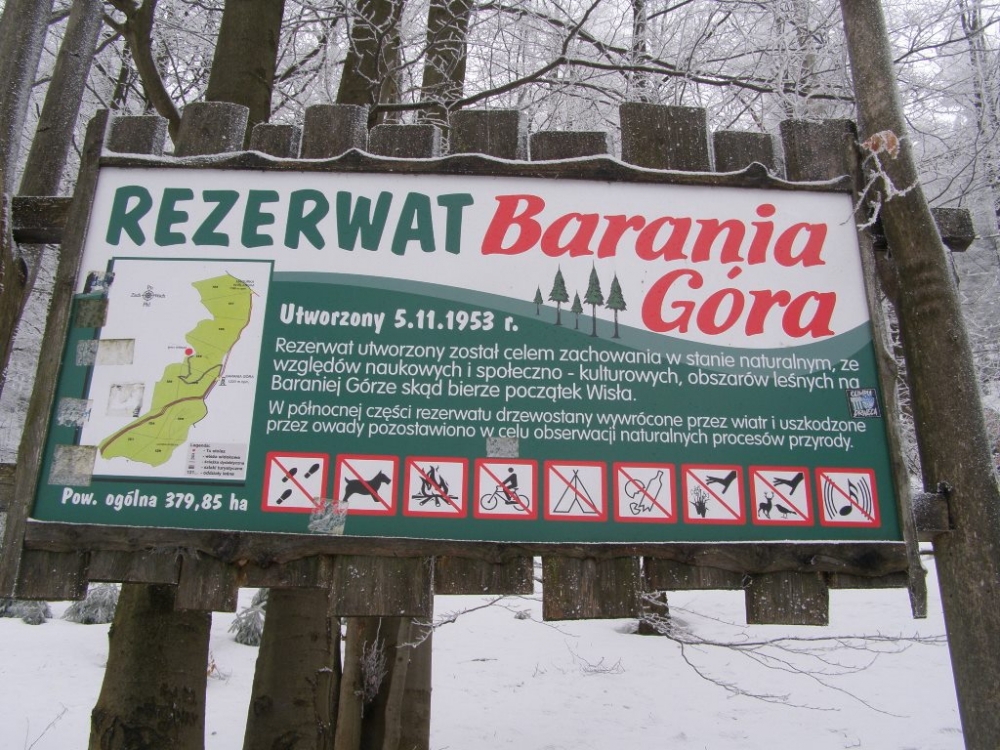 REZERWAT Barania
Góra
Utworzony 5.11.1953 r.
Rezerwat utworzony został celem zachowania w stanie naturalnym, ze
względów naukowych i społeczno - kulturowych, obszarów leśnych na
Baraniej Górze skąd bierze początek Wisła.
W północnej części rezerwatu drzewostany wywrócone przez wiatr i uszkodzone
przez owady pozostawiono w celu obserwacji naturalnych procesów przyrody.
Legenda:
Pow. ogólna 379,85 ha